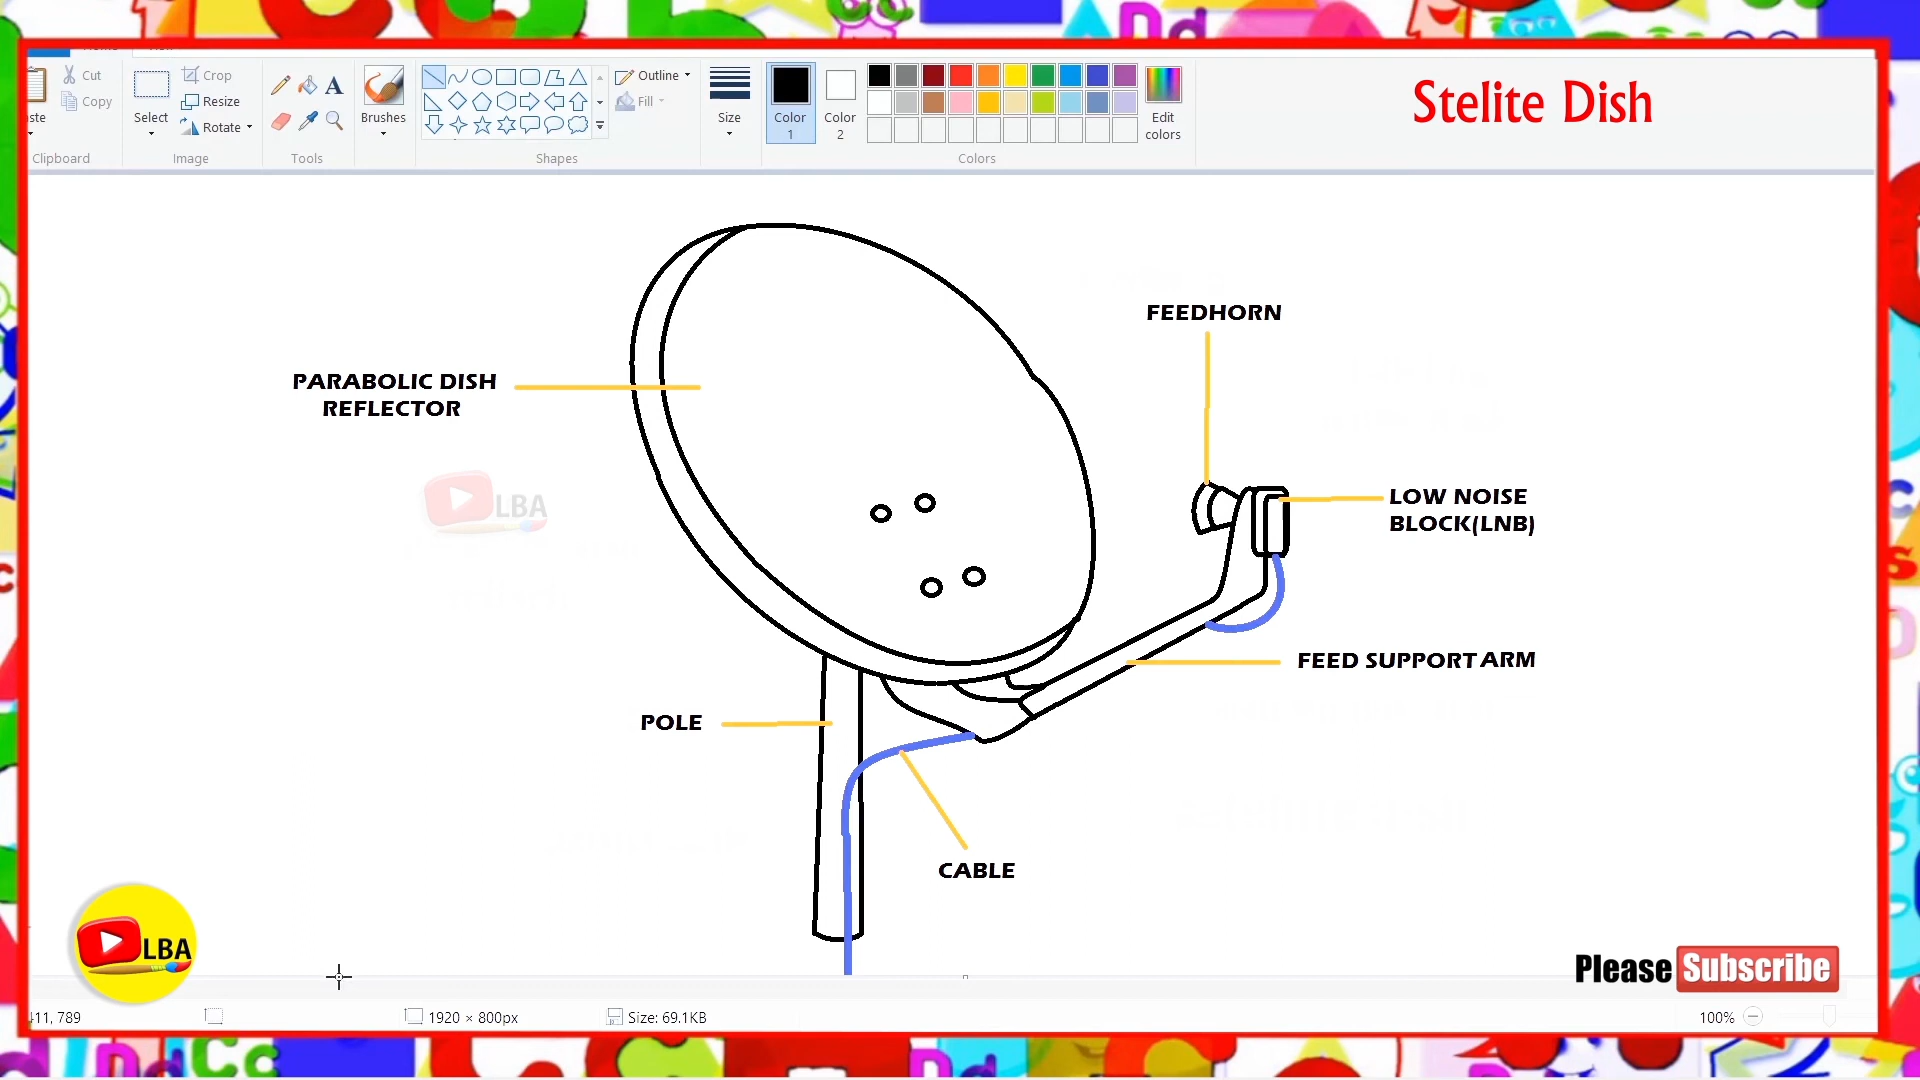 Cut
Copy
Clipboard
Select
Crop
Resize
Rotate
Image
A
Tools
Brushes
Shapes
Outline
Fill
Size
Color
1
Color
2
Edit
colors
Colors
Stelite Dish
FEEDHORN
PARABOLIC DISH
REFLECTOR
LOW NOISE
BLOCK(LNB)
LBA
FEED SUPPORT ARM
POLE
CABLE
LBA
Please Subscribe
1920 × 800px
Size: 69.1KB
100%